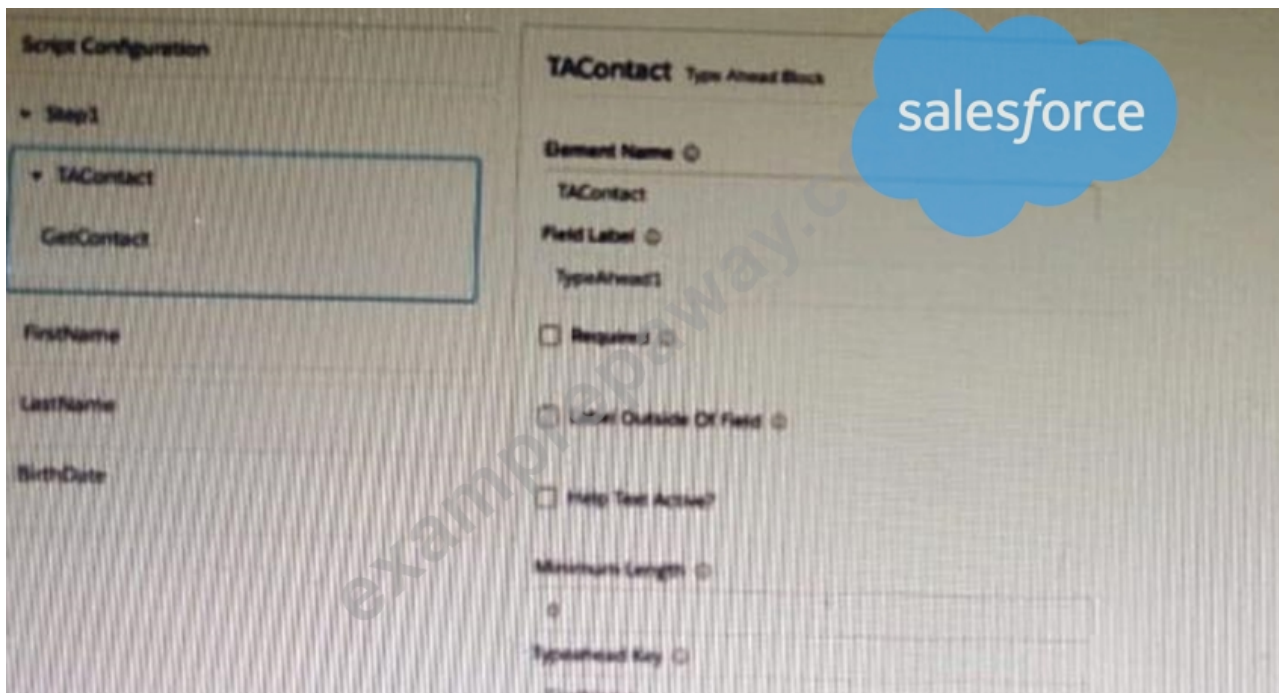 Script Configuration
Step1
TAContact
GetContact
FirstName
LastName
BirthDate
TAContact Type Ahead Block
Element Name
TAContact
Field Label
TypeAhead1
Required
Label Outside Of Field
Help Text Active?
Minimum Length
0
Typeahead Key
salesforce